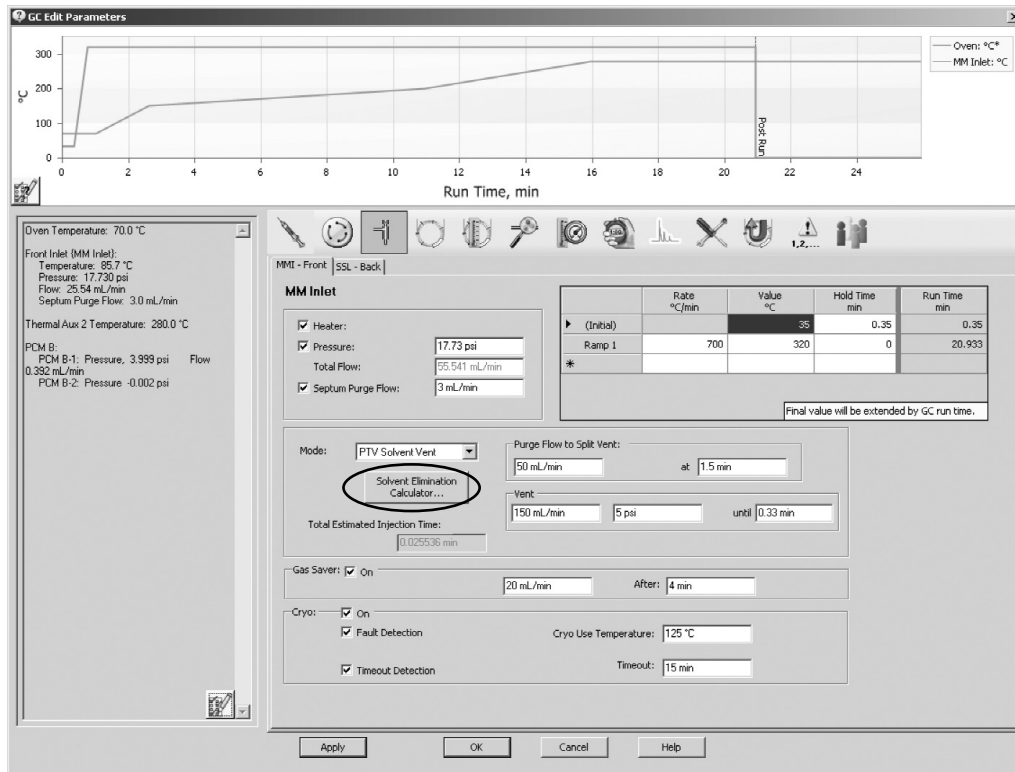 GC Edit Parameters
300
200
100
0
°C
0 2 4 6 8 10 12 14 16 18 20 22 24
Run Time, min
Post Run
Oven: °C*
MM Inlet: °C
Oven Temperature: 70.0 °C
Front Inlet {MM Inlet}:
Temperature: 85.7 °C
Pressure: 17.730 psi
Flow: 25.54 mL/min
Septum Purge Flow: 3.0 mL/min
Thermal Aux 2 Temperature: 280.0 °C
PCM B:
PCM B-1: Pressure, 3.999 psi Flow
0.392 mL/min
PCM B-2: Pressure -0.002 psi
1,2,...
MMI - Front SSL - Back
MM Inlet
Heater:
Pressure: 17.73 psi
Total Flow: 55.541 mL/min
Septum Purge Flow: 3 mL/min
Rate Value Hold Time Run Time
°C/min °C min min
(Initial) 35 0.35 0.35
Ramp 1 700 320 0 20.933
*
Final value will be extended by GC run time.
Mode: PTV Solvent Vent
Solvent Elimination
Calculator...
Total Estimated Injection Time:
0.025536 min
Purge Flow to Split Vent:
50 mL/min at 1.5 min
Vent
150 mL/min 5 psi until 0.33 min
Gas Saver: On
20 mL/min After: 4 min
Cryo: On
Fault Detection Cryo Use Temperature: 125 °C
Timeout Detection Timeout: 15 min
Apply OK Cancel Help